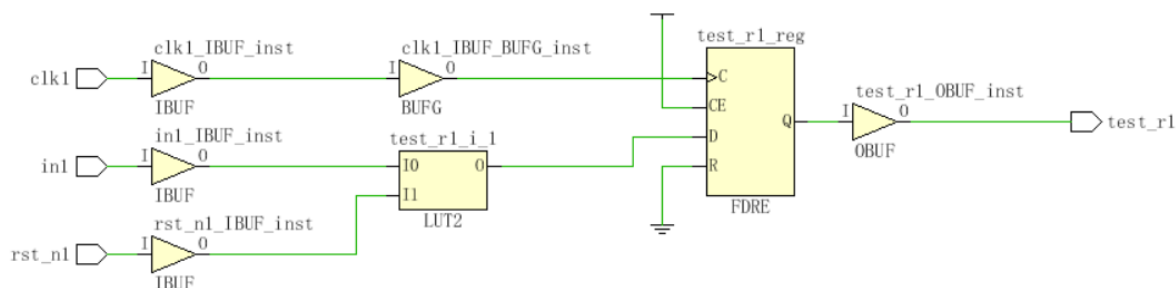 clk1
I
clk1_IBUF_inst
O
IBUF
I
clk1_IBUF_BUFG_inst
O
BUFG
in1
I
in1_IBUF_inst
O
IBUF
rst_n1
I
rst_n1_IBUF_inst
O
IBUF
test_r1_i_1
I0
I1
O
LUT2
test_r1_reg
C
CE
D
R
Q
FDRE
I
test_r1_OBUF_inst
O
OBUF
test_r1